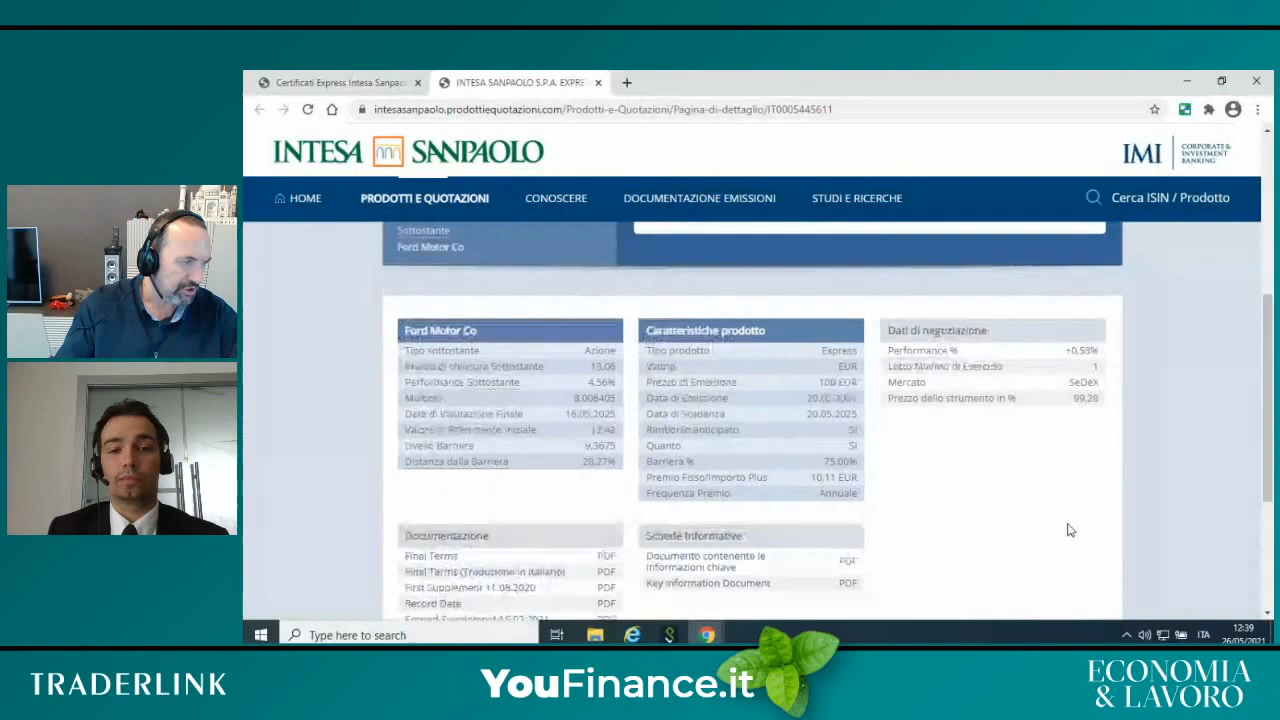 Certificati Express Intesa Sanpao
INTESA SANPAOLO S.P.A. EXPRE
intesasanpaolo.prodottiequotazioni.com/Prodotti-e-Quotazioni/Pagina-di-dettaglio/IT0005445611
INTESA SANPAOLO
IMI CORPORATE & INVESTMENT BANKING
HOME PRODOTTI E QUOTAZIONI CONOSCERE DOCUMENTAZIONE EMISSIONI STUDI E RICERCHE Cerca ISIN / Prodotto
Sottostante
Ford Motor Co
Ford Motor Co
Tipo sottostante Azione
Sottostante 13,06
Performance Sottostante 4.56%
Multiplo 8.006405
Data di Valutazione Finale 16.05.2025
Valore di Riferimento Iniziale
Livello Barriera 9,3675
Distanza dalla Barriera 28,27%
Caratteristiche prodotto
Tipo prodotto Express
EUR
Prezzo di Emissione 100 EUR
Data di Emissione
Data di Scadenza 20.05.2025
Rimborso anticipato SI
Quanto SI
Barriera % 75.00%
Premio Fisso/Importo Plus 10.11 EUR
Frequenza Premio Annuale
Dati di negoziazione
Performance % +0.59%
Lotto Minimo di Esercizio 1
Mercato SeDeX
Prezzo dello strumento in % 99,28
Documentazione
Final Terms PDF
Final Terms (Traduzione in Italiano) PDF
First Supplement 11.08.2020 PDF
Record Date PDF
Schede Informative
Documento contenente le
informazioni chiave PDF
Key Information Document PDF
Type here to search
ITA
12:39
26/05/2021
TRADERLINK
YouFinance.it
ECONOMIA
& LAVORO